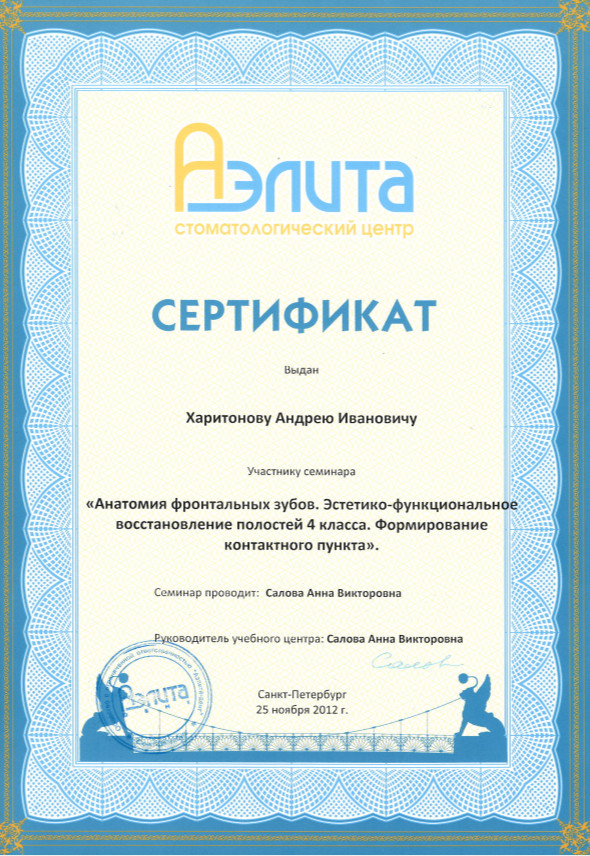 Аэлита
стоматологический центр
СЕРТИФИКАТ
Выдан
Харитонову Андрею Ивановичу
Участнику семинара
«Анатомия фронтальных зубов. Эстетико-функциональное
восстановление полостей 4 класса. Формирование
контактного пункта».
Семинар проводит: Салова Анна Викторовна
Руководитель учебного центра: Салова Анна Викторовна
Санкт-Петербург
25 ноября 2012 г.
Аэлита